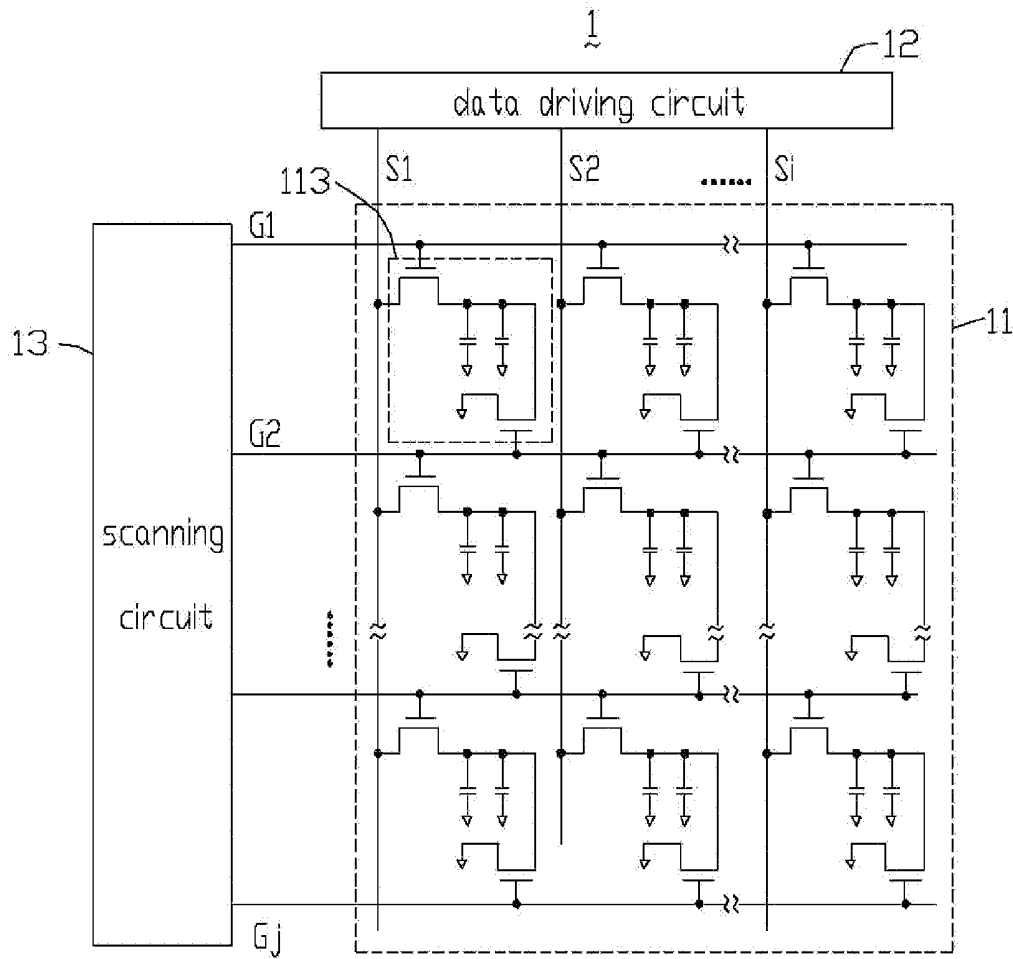 1
12
data driving circuit
S1
S2
......
Si
113
G1
11
13
G2
scanning
circuit
......
Gj